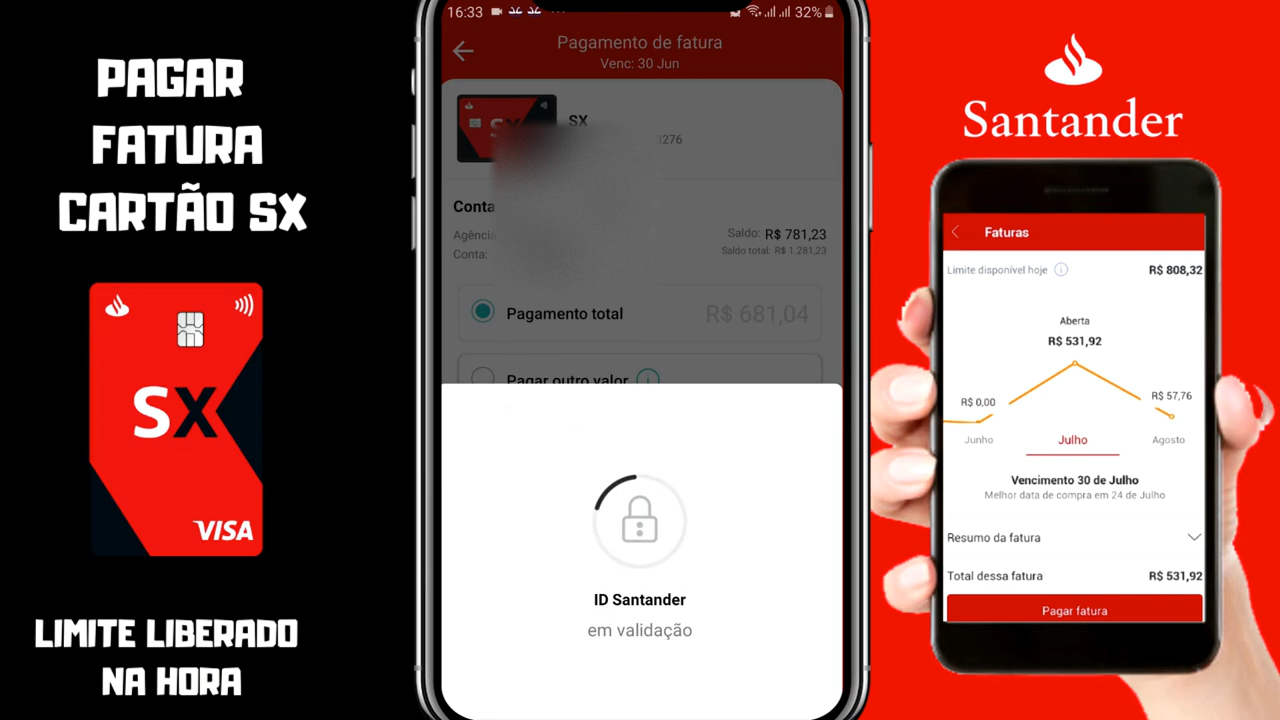 PAGAR
FATURA
CARTÃO SX
SX
VISA
LIMITE LIBERADO
NA HORA
16:33
32%
Pagamento de fatura
Venc: 30 Jun
SX
3276
Conta
Agência
Conta:
Saldo: R$ 781,23
Saldo total: R$ 1.281,23
Pagamento total
R$ 681,04
Pagar outro valor
ID Santander
em validação
Santander
Faturas
Limite disponível hoje
R$ 808,32
Aberta
R$ 531,92
R$ 0,00
R$ 57,76
Junho
Julho
Agosto
Vencimento 30 de Julho
Melhor data de compra em 24 de Julho
Resumo da fatura
Total dessa fatura
R$ 531,92
Pagar fatura